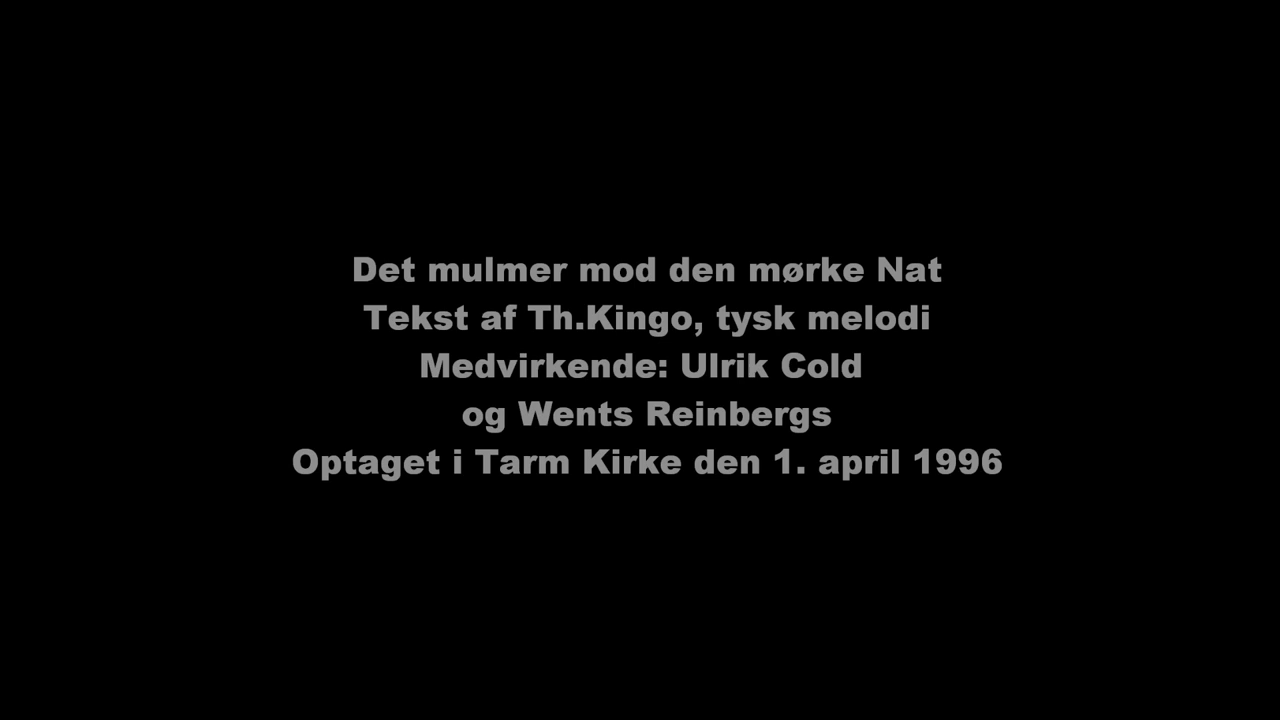 Det mulmer mod den mørke Nat
Tekst af Th.Kingo, tysk melodi
Medvirkende: Ulrik Cold
og Wents Reinbergs
Optaget i Tarm Kirke den 1. april 1996